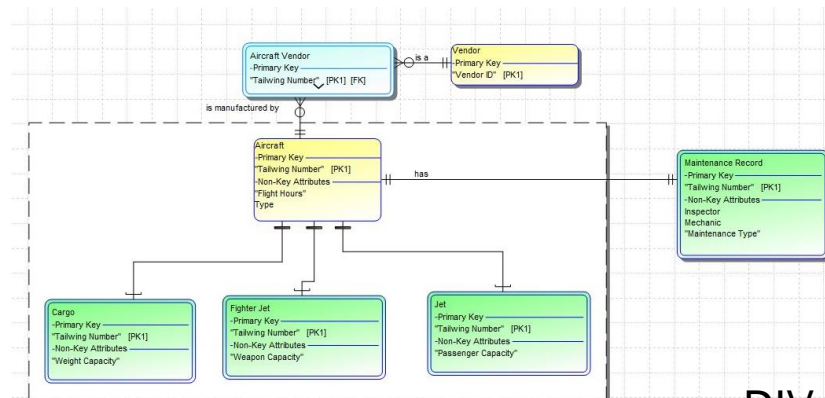 Aircraft Vendor
-Primary Key
"Tailwing Number" [PK1] [FK]
is a
Vendor
-Primary Key
"Vendor ID" [PK1]
is manufactured by
Aircraft
-Primary Key
"Tailwing Number" [PK1]
-Non-Key Attributes
"Flight Hours"
Type
has
Maintenance Record
-Primary Key
"Tailwing Number" [PK1]
-Non-Key Attributes
Inspector
Mechanic
"Maintenance Type"
Cargo
-Primary Key
"Tailwing Number" [PK1]
-Non-Key Attributes
"Weight Capacity"
Fighter Jet
-Primary Key
"Tailwing Number" [PK1]
-Non-Key Attributes
"Weapon Capacity"
Jet
-Primary Key
"Tailwing Number" [PK1]
-Non-Key Attributes
"Passenger Capacity"